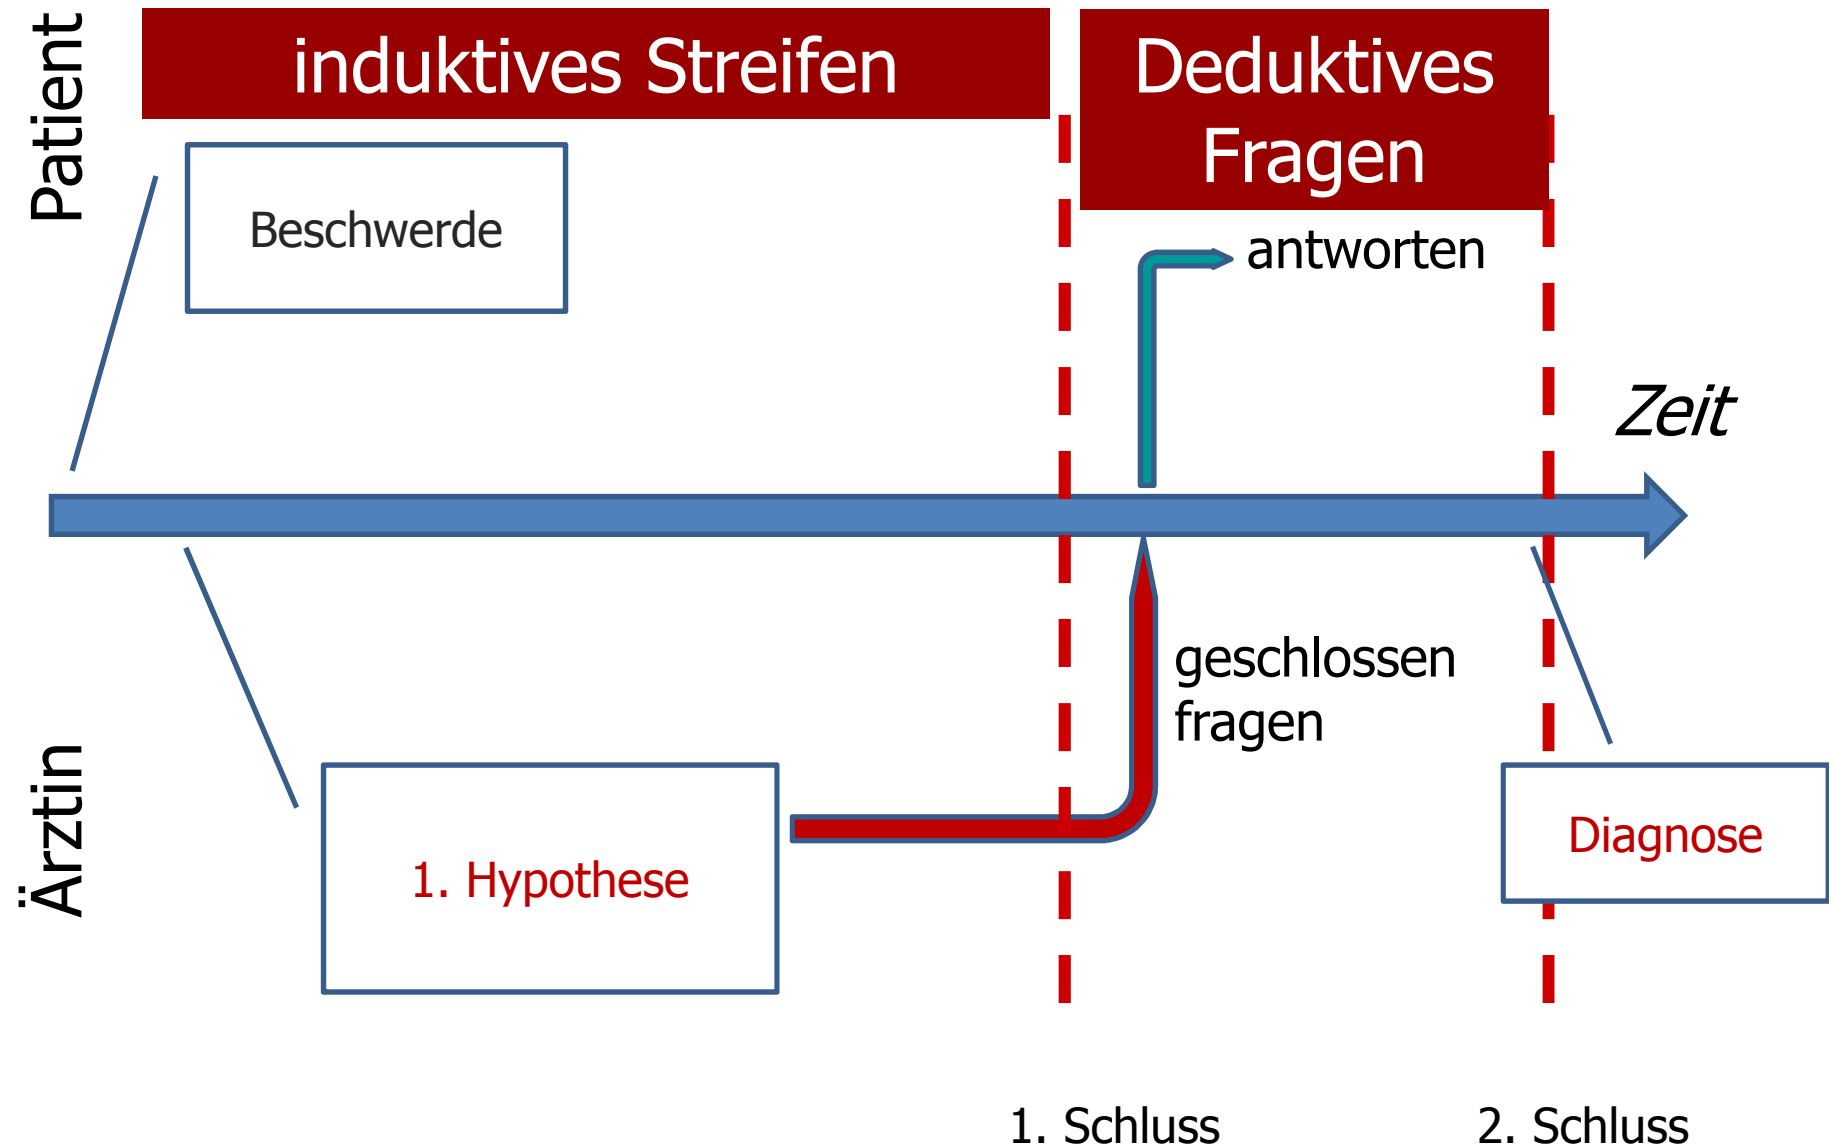 Patient
induktives Streifen
Deduktives
Fragen
Beschwerde
antworten
Zeit
geschlossen
fragen
Ärztin
1. Hypothese
Diagnose
1. Schluss
2. Schluss